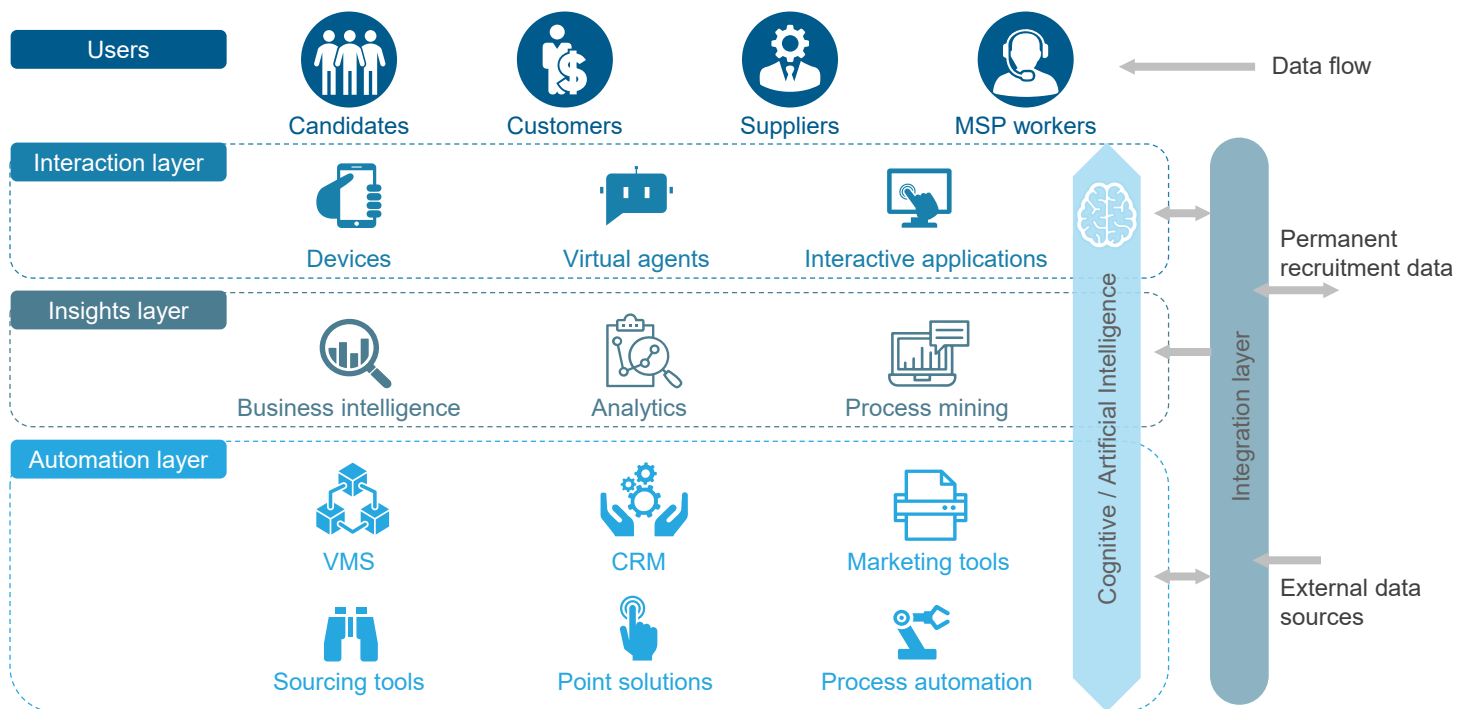 Users
Candidates
Customers
Suppliers
MSP workers
Data flow
Interaction layer
Devices
Virtual agents
Interactive applications
Insights layer
Business intelligence
Analytics
Process mining
Automation layer
VMS
CRM
Marketing tools
Sourcing tools
Point solutions
Process automation
Cognitive / Artificial Intelligence
Integration layer
Permanent
recruitment data
External data
sources